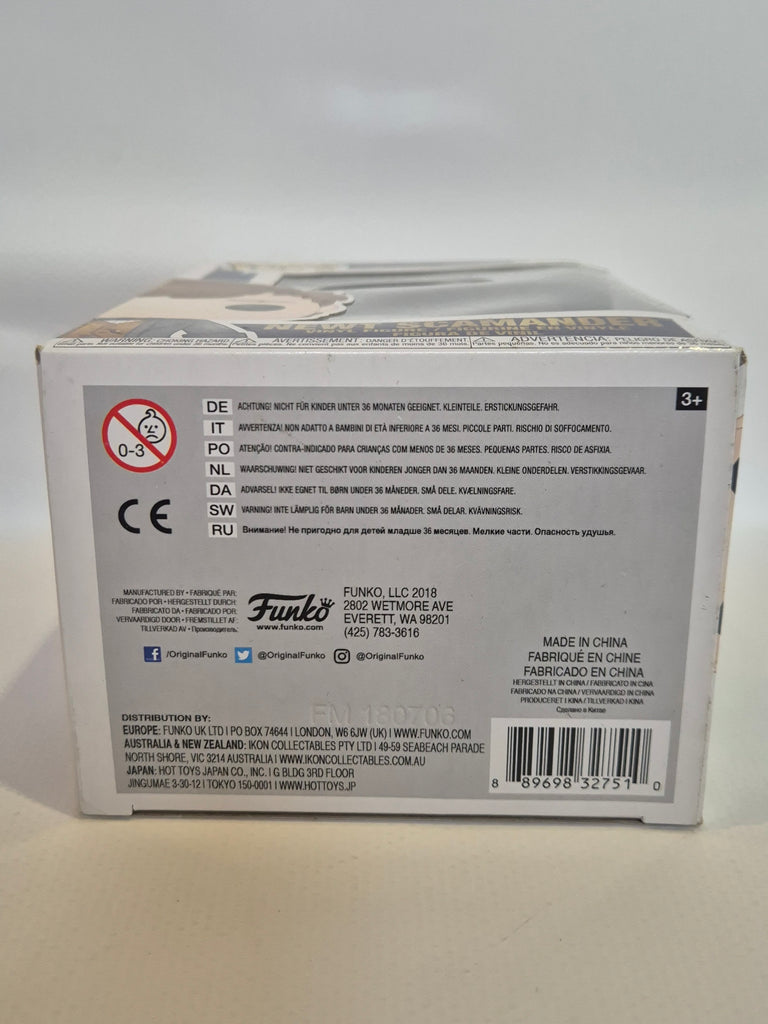 NEWT SCAMANDER
WARNING: CHOKING HAZARD
AVERTISSEMENT: DANGER D'ÉTOUFFEMENT
ADVERTENCIA: PELIGRO DE ASFIXIA
3+
0-3
DE ACHTUNG! NICHT FÜR KINDER UNTER 36 MONATEN GEEIGNET. KLEINTEILE. ERSTICKUNGSGEFAHR.
IT AVVERTENZA! NON ADATTO A BAMBINI DI ETÀ INFERIORE A 36 MESI. PICCOLE PARTI. RISCHIO DI SOFFOCAMENTO.
PO ATENÇÃO! CONTRA-INDICADO PARA CRIANÇAS COM MENOS DE 36 MESES. PEQUENAS PARTES. RISCO DE ASFIXIA.
NL WAARSCHUWING! NIET GESCHIKT VOOR KINDEREN JONGER DAN 36 MAANDEN. KLEINE ONDERDELEN. VERSTIKKINGSGEVAAR.
DA ADVARSEL! IKKE EGNET TIL BØRN UNDER 36 MÅNEDER. SMÅ DELE. KVÆLNINGSFARE.
SW VARNING! INTE LÄMPLIG FÖR BARN UNDER 36 MÅNADER. SMÅ DELAR. KVÄVNINGSRISK.
RU Внимание! Не пригодно для детей младше 36 месяцев. Мелкие части. Опасность удушья.
CE
MANUFACTURED BY • FABRIQUÉ PAR:
FABRICADO POR • HERGESTELLT DURCH:
FABBRICATO DA • FABRICADO POR:
VERVAARDIGD DOOR • FREMSTILLET AF:
TILLVERKAD AV • Производитель:
Funko
www.funko.com
FUNKO, LLC 2018
2802 WETMORE AVE
EVERETT, WA 98201
(425) 783-3616
/OriginalFunko @OriginalFunko @OriginalFunko
MADE IN CHINA
FABRIQUÉ EN CHINE
FABRICADO EN CHINA
HERGESTELLT IN CHINA / FABBRICATO IN CINA
FABRICADO NA CHINA / VERVAARDIGD IN CHINA
PRODUCERET I KINA / TILLVERKAD I KINA
Сделано в Китае
FM 180706
DISTRIBUTION BY:
EUROPE: FUNKO UK LTD I PO BOX 74644 I LONDON, W6 6JW (UK) I WWW.FUNKO.COM
AUSTRALIA & NEW ZEALAND: IKON COLLECTABLES PTY LTD I 49-59 SEABEACH PARADE
NORTH SHORE, VIC 3214 AUSTRALIA I WWW.IKONCOLLECTABLES.COM.AU
JAPAN: HOT TOYS JAPAN CO., INC. I G BLDG 3RD FLOOR
JINGUMAE 3-30-12 I TOKYO 150-0001 I WWW.HOTTOYS.JP
8 89698 32751 0